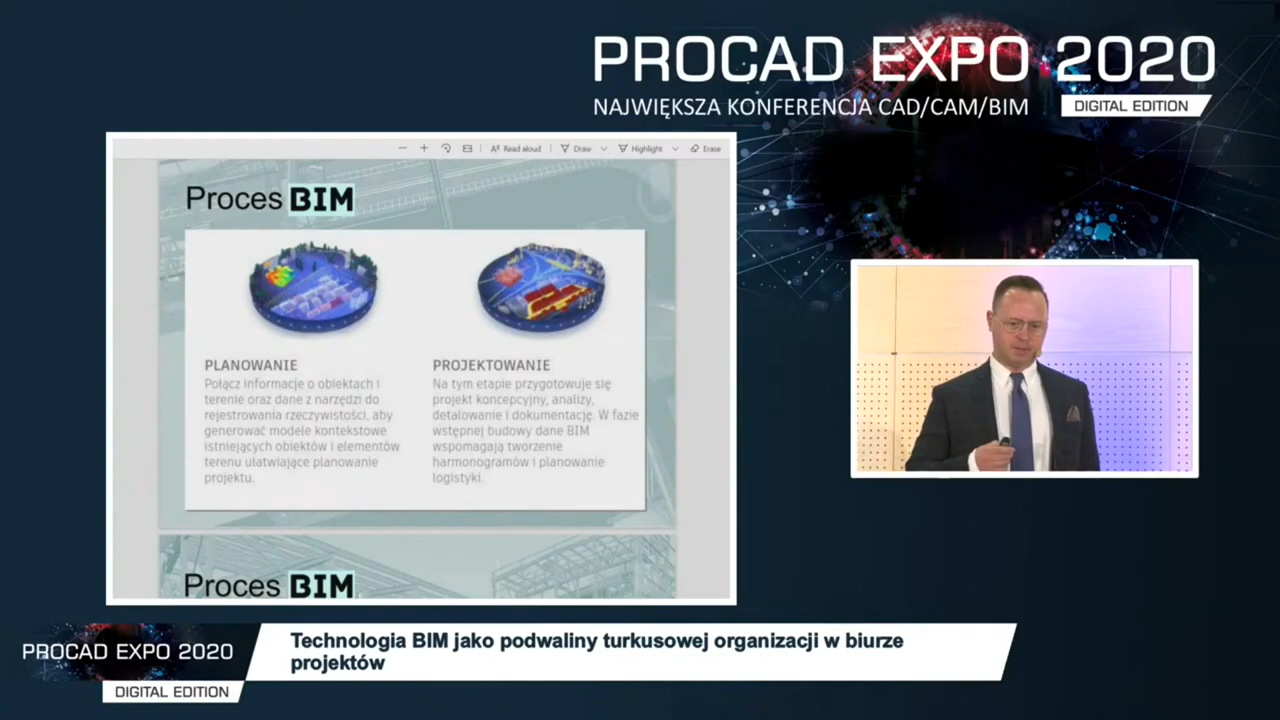 PROCAD EXPO 2020
NAJWIĘKSZA KONFERENCJA CAD/CAM/BIM
DIGITAL EDITION
Read aloud
Draw
Highlight
Erase
Proces BIM
PLANOWANIE
Połącz informacje o obiektach i
terenie oraz dane z narzędzi do
rejestrowania rzeczywistości, aby
generować modele kontekstowe
istniejących obiektów i elementów
terenu ułatwiające planowanie
projektu.
PROJEKTOWANIE
Na tym etapie przygotowuje się
projekt koncepcyjny, analizy,
detalowanie i dokumentację. W fazie
wstępnej budowy dane BIM
wspomagają tworzenie
harmonogramów i planowanie
logistyki.
Proces BIM
PROCAD EXPO 2020
DIGITAL EDITION
Technologia BIM jako podwaliny turkusowej organizacji w biurze
projektów